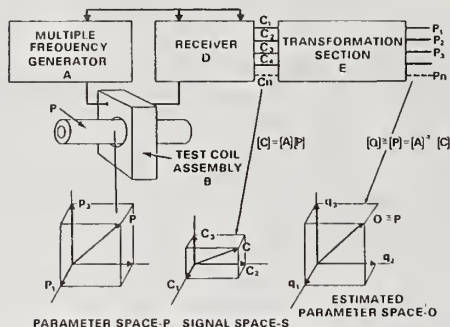 MULTIPLE
FREQUENCY
GENERATOR
A
RECEIVER
D
C₁
C₂
C₃
C₄
Cn
TRANSFORMATION
SECTION
E
P₁
P₂
P₃
Pn
P
TEST COIL
ASSEMBLY
B
[C]=[A][P]
[Q]≅[P]=[A]⁻¹ [C]
P₃
P
P₁
C₃
C
C₂
C₁
q₃
Q ≅ P
q₂
q₁
PARAMETER SPACE-P
SIGNAL SPACE-S
ESTIMATED
PARAMETER SPACE-Q